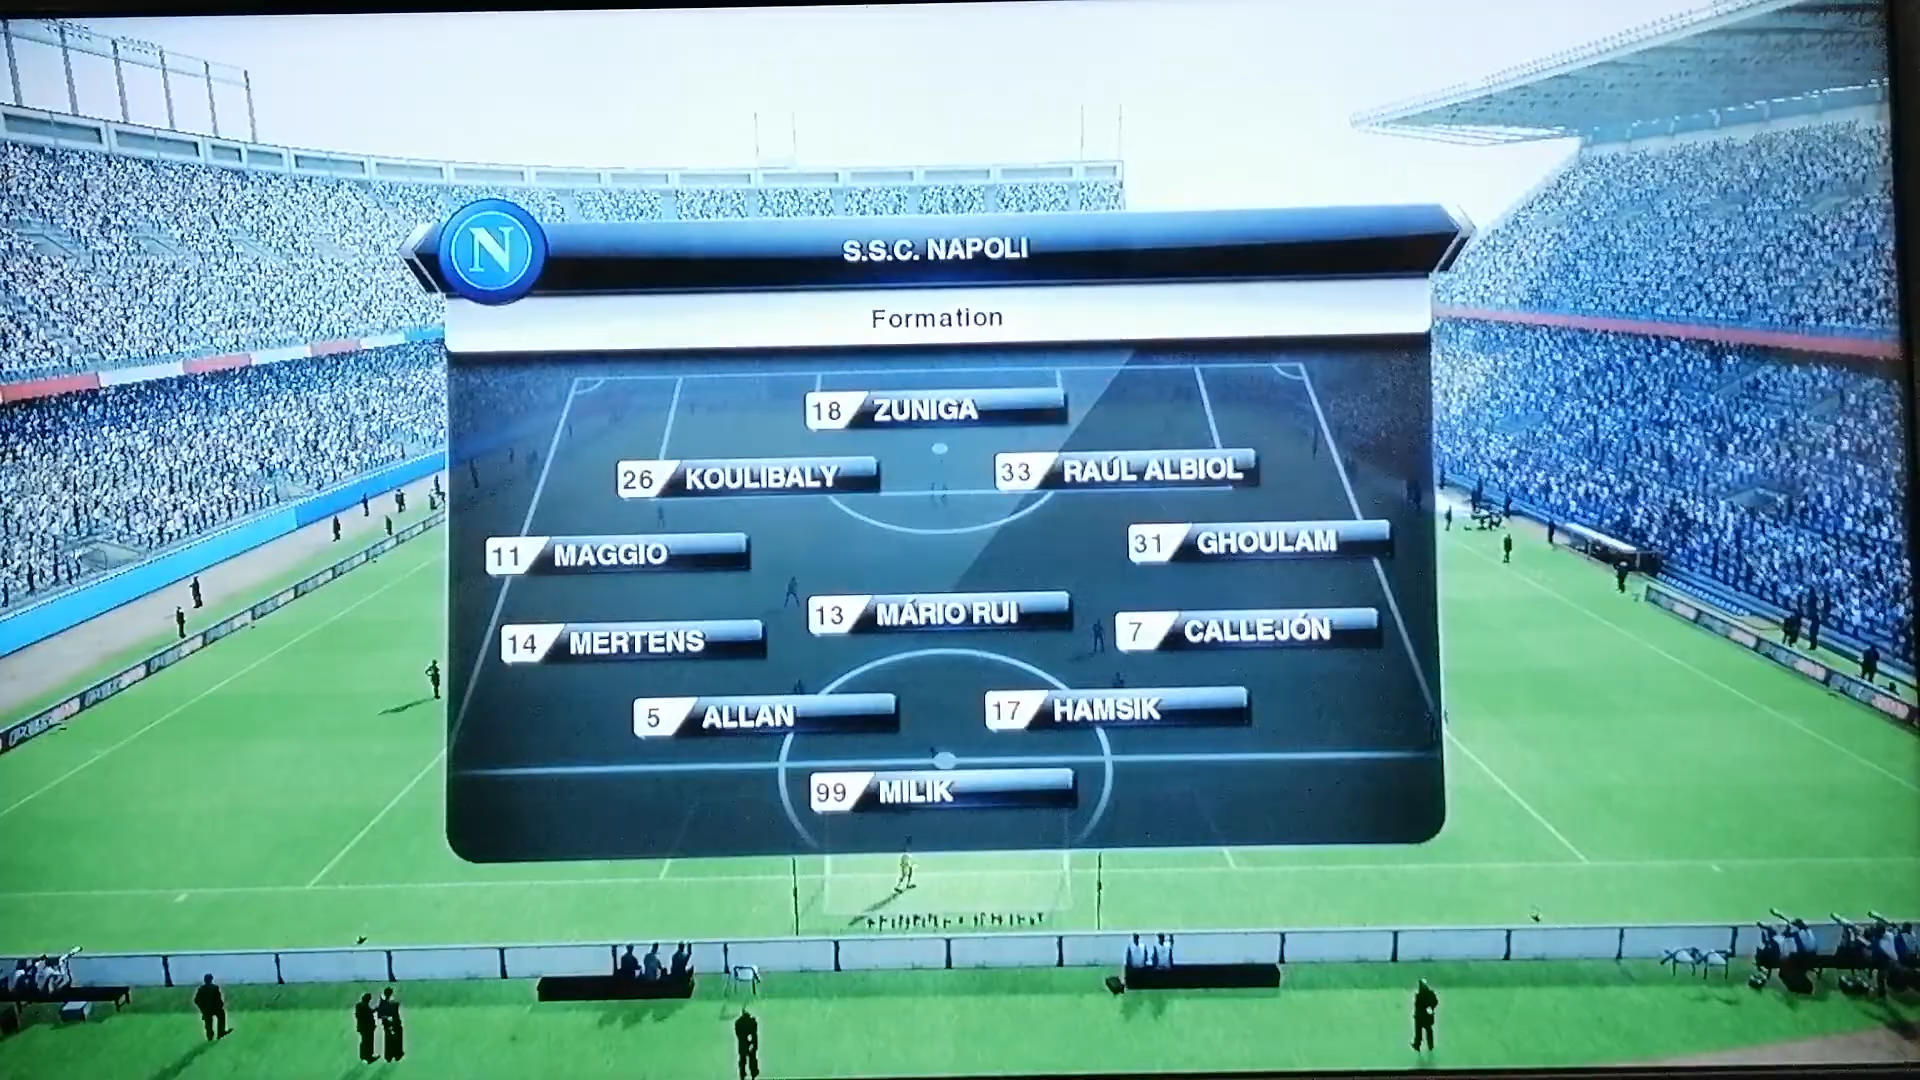 N
S.S.C. NAPOLI
Formation
18 ZUNIGA
26 KOULIBALY
33 RAÚL ALBIOL
11 MAGGIO
31 GHOULAM
13 MÁRIO RUI
14 MERTENS
7 CALLEJÓN
5 ALLAN
17 HAMSIK
99 MILIK